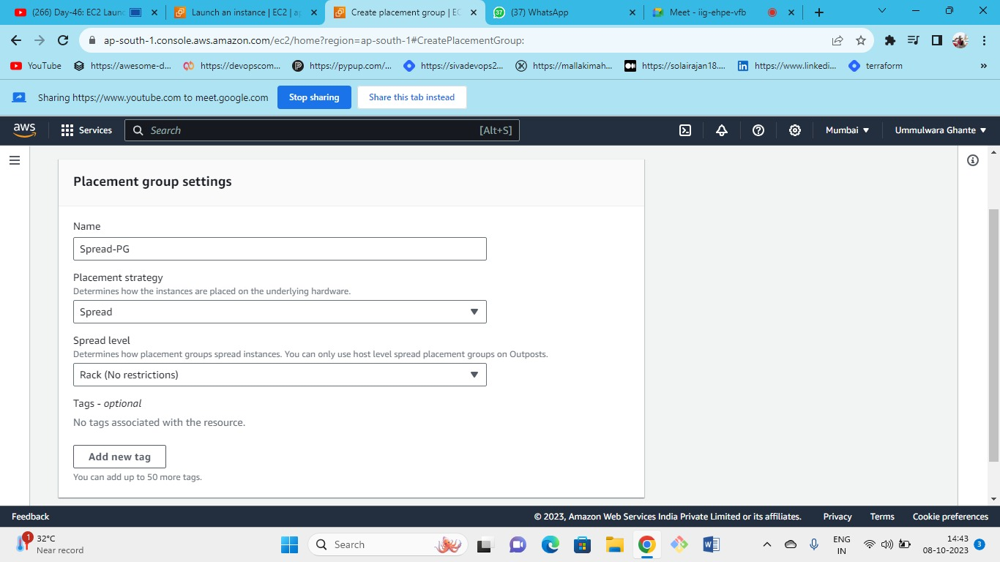 (266) Day-46: EC2 Launc
Launch an instance | EC2 | a
Create placement group | EC
37 (37) WhatsApp
Meet - iig-ehpe-vfb
ap-south-1.console.aws.amazon.com/ec2/home?region=ap-south-1#CreatePlacementGroup:
YouTube
https://awesome-d...
https://devopscom...
https://pypup.com/...
https://sivadevops2...
https://mallakimah...
https://solairajan18....
https://www.linkedi...
terraform
»
Sharing https://www.youtube.com to meet.google.com
Stop sharing
Share this tab instead
aws
Services
Search
[Alt+S]
Mumbai
Ummulwara Ghante
Placement group settings
Name
Spread-PG
Placement strategy
Determines how the instances are placed on the underlying hardware.
Spread
Spread level
Determines how placement groups spread instances. You can only use host level spread placement groups on Outposts.
Rack (No restrictions)
Tags - optional
No tags associated with the resource.
Add new tag
You can add up to 50 more tags.
Feedback
© 2023, Amazon Web Services India Private Limited or its affiliates.
Privacy
Terms
Cookie preferences
1
32°C
Near record
Search
ENG
IN
14:43
08-10-2023
3